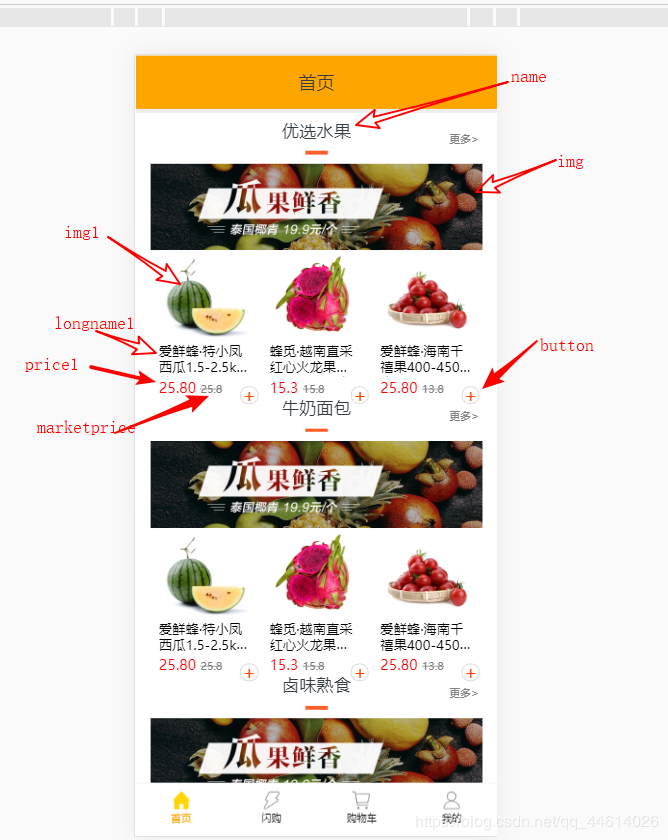 首页
name
优选水果
更多>
img
瓜果鲜香
泰国椰青 19.9元/个
img1
longname1
爱鲜蜂·特小凤
西瓜1.5-2.5k...
蜂觅·越南直采
红心火龙果...
爱鲜蜂·海南千
禧果400-450...
button
price1
25.80 25.8
+
15.3 15.8
+
25.80 13.8
+
marketprice
牛奶面包
更多>
瓜果鲜香
泰国椰青 19.9元/个
爱鲜蜂·特小凤
西瓜1.5-2.5k...
蜂觅·越南直采
红心火龙果...
爱鲜蜂·海南千
禧果400-450...
25.80 25.8
+
15.3 15.8
+
25.80 13.8
+
卤味熟食
更多>
瓜果鲜香
泰国椰青 19.9元/个
首页
闪购
购物车
我的
https://blog.csdn.net/qq_44614026